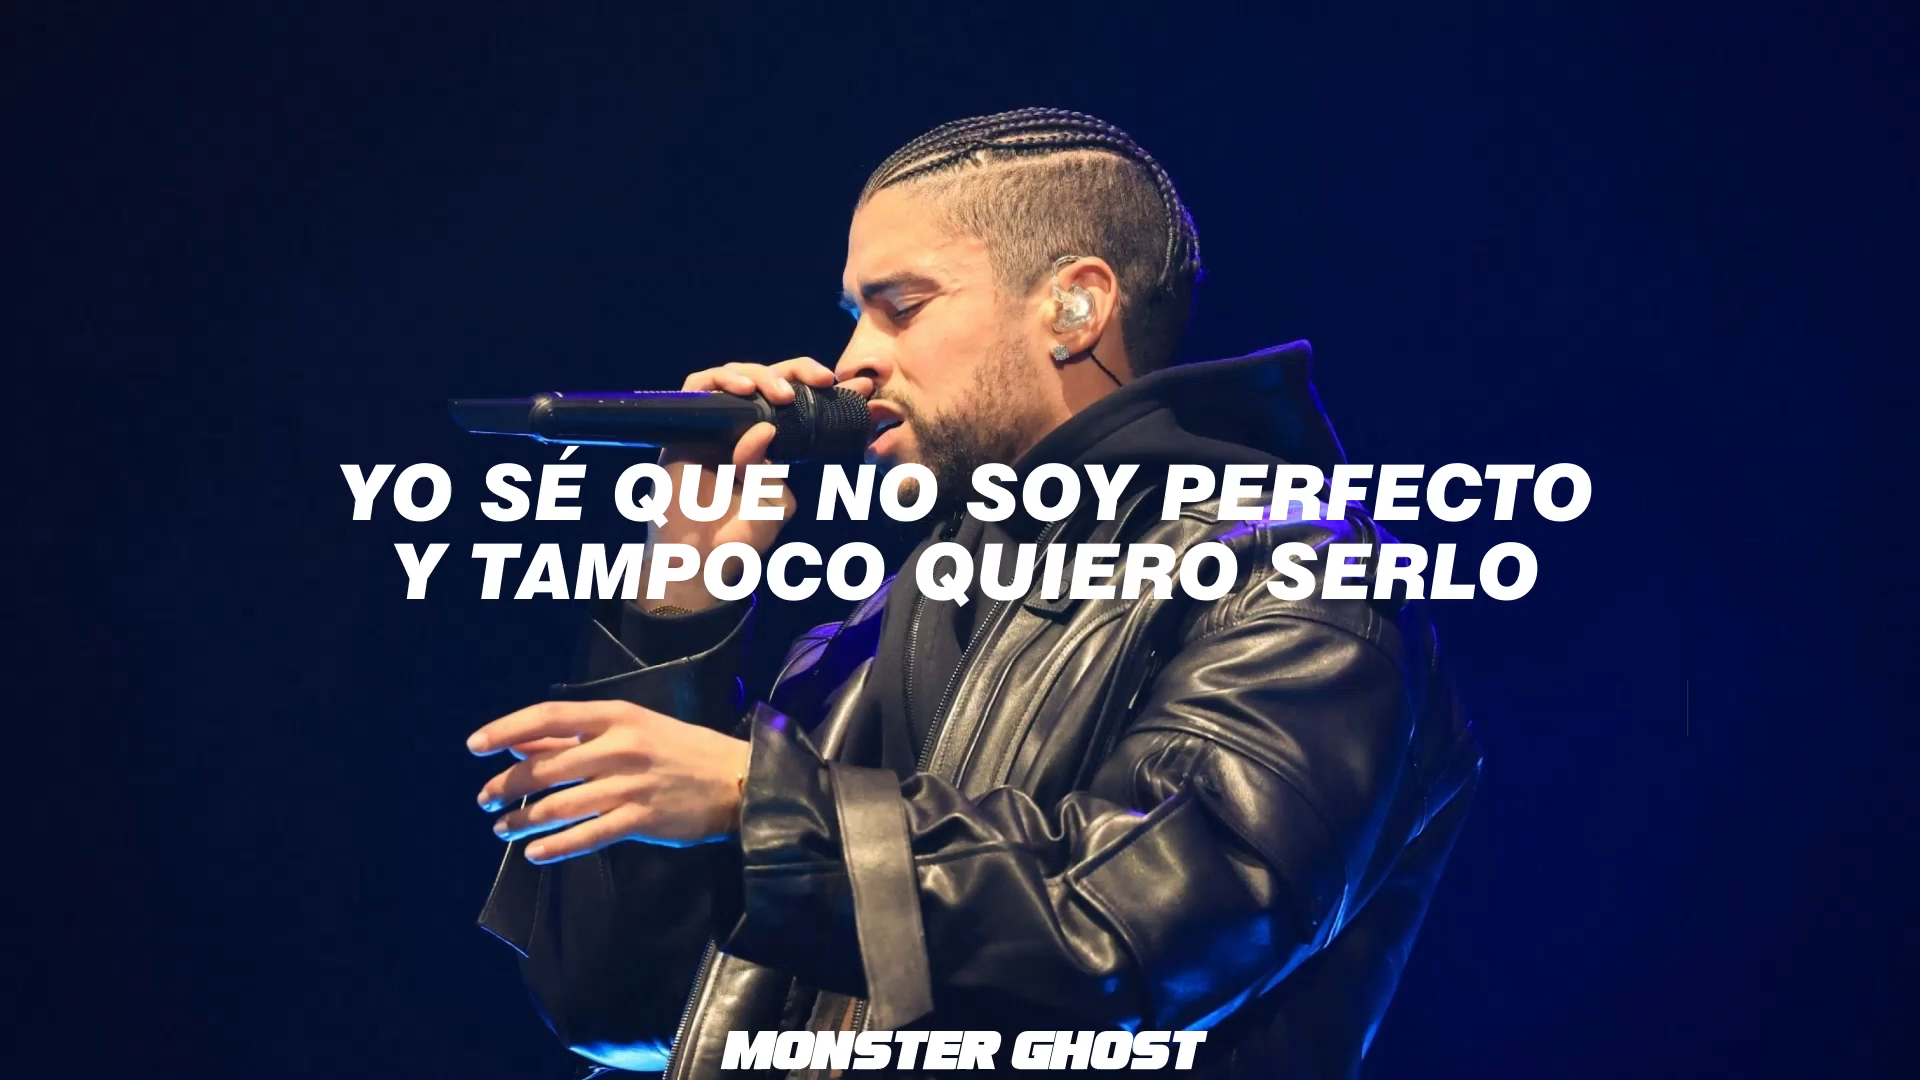 YO SÉ QUE NO SOY PERFECTO
Y TAMPOCO QUIERO SERLO
MONSTER GHOST